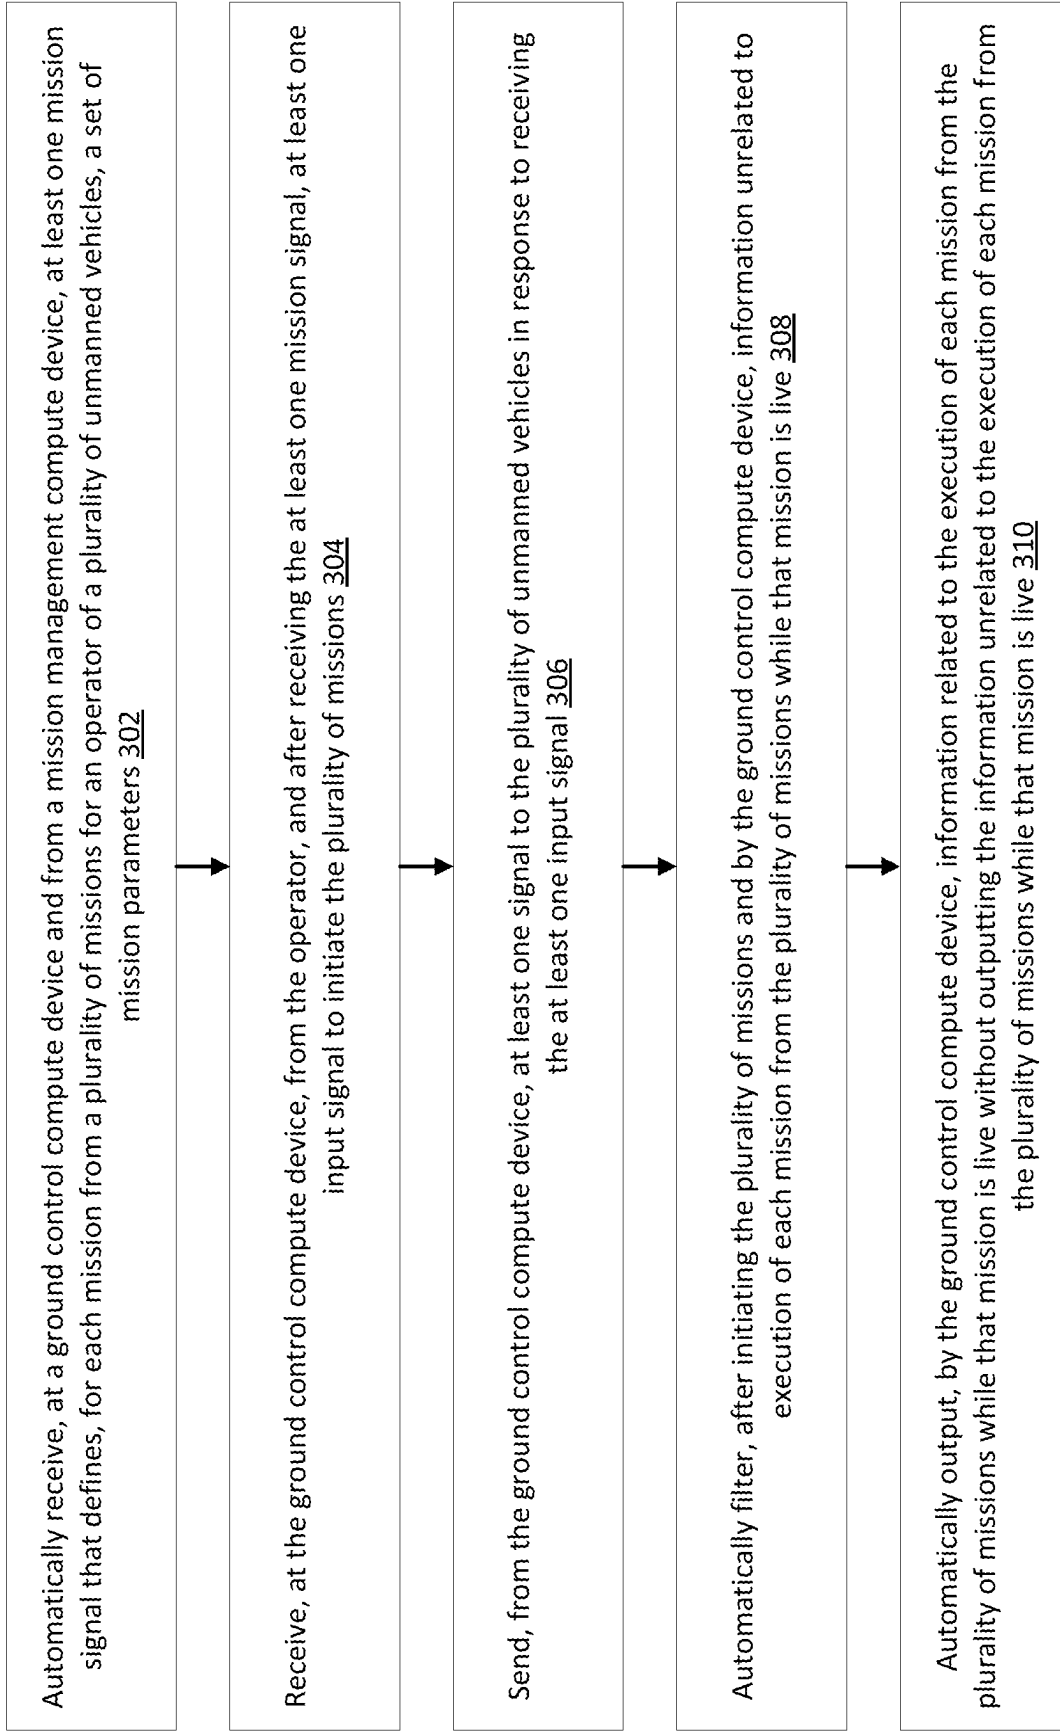 Automatically receive, at a ground control compute device and from a mission management compute device, at least one mission
signal that defines, for each mission from a plurality of missions for an operator of a plurality of unmanned vehicles, a set of
mission parameters 302
Receive, at the ground control compute device, from the operator, and after receiving the at least one mission signal, at least one
input signal to initiate the plurality of missions 304
Send, from the ground control compute device, at least one signal to the plurality of unmanned vehicles in response to receiving
the at least one input signal 306
Automatically filter, after initiating the plurality of missions and by the ground control compute device, information unrelated to
execution of each mission from the plurality of missions while that mission is live 308
Automatically output, by the ground control compute device, information related to the execution of each mission from the
plurality of missions while that mission is live without outputting the information unrelated to the execution of each mission from
the plurality of missions while that mission is live 310